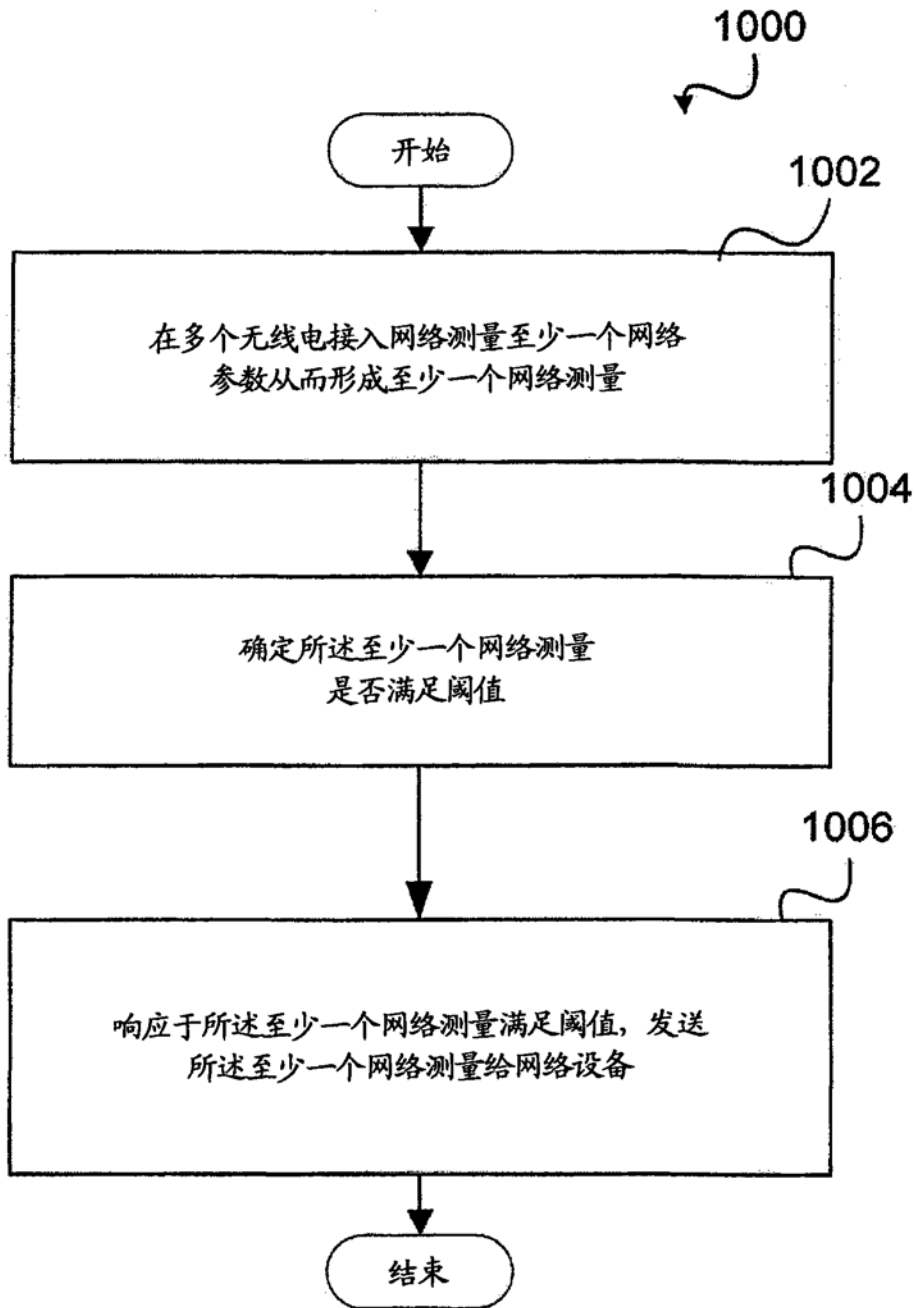 1000
开始
1002
在多个无线电接入网络测量至少一个网络
参数从而形成至少一个网络测量
1004
确定所述至少一个网络测量
是否满足阈值
1006
响应于所述至少一个网络测量满足阈值，发送
所述至少一个网络测量给网络设备
结束